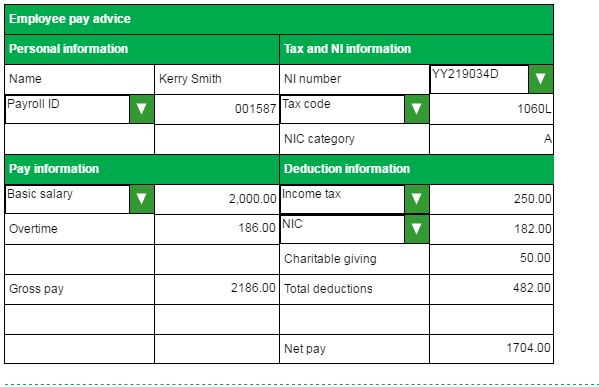 Employee pay advice
Personal information Tax and NI information
Name Kerry Smith NI number YY219034D
Payroll ID 001587 Tax code 1060L
NIC category A
Pay information Deduction information
Basic salary 2,000.00 Income tax 250.00
Overtime 186.00 NIC 182.00
Charitable giving 50.00
Gross pay 2186.00 Total deductions 482.00
Net pay 1704.00